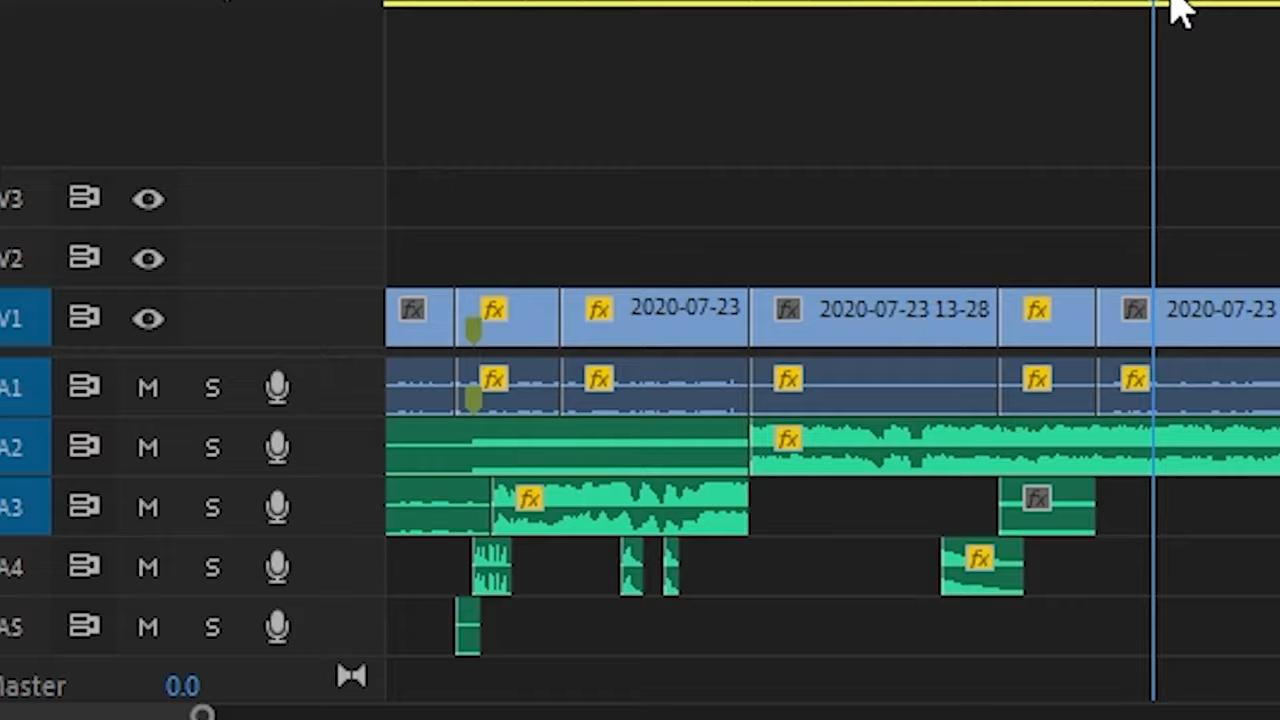 V3
V2
V1 fx fx fx 2020-07-23 fx 2020-07-23 13-28 fx fx 2020-07-23
A1 M S fx fx fx fx fx
A2 M S fx
A3 M S fx fx
A4 M S fx
A5 M S
Master 0.0